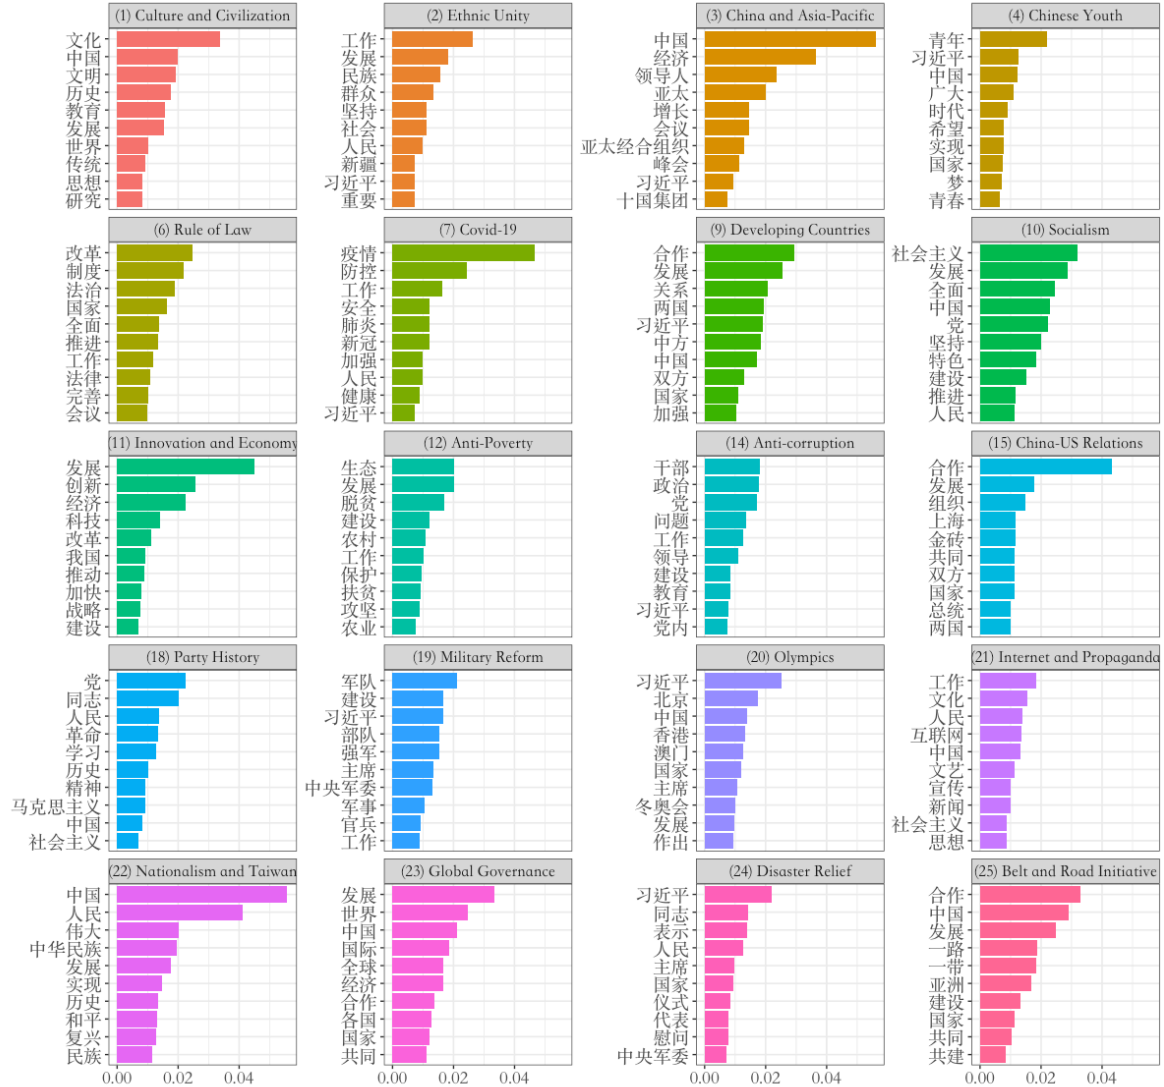 (1) Culture and Civilization
文化
中国
文明
历史
教育
发展
世界
传统
思想
研究
(2) Ethnic Unity
工作
发展
民族
群众
坚持
社会
人民
新疆
习近平
重要
(3) China and Asia-Pacific
中国
经济
领导人
亚太
增长
会议
亚太经合组织
峰会
习近平
十国集团
(4) Chinese Youth
青年
习近平
中国
广大
时代
希望
实现
国家
梦
青春
(6) Rule of Law
改革
制度
法治
国家
全面
推进
工作
法律
完善
会议
(7) Covid-19
疫情
防控
工作
安全
肺炎
新冠
加强
人民
健康
习近平
(9) Developing Countries
合作
发展
关系
两国
习近平
中方
中国
双方
国家
加强
(10) Socialism
社会主义
发展
全面
中国
党
坚持
特色
建设
推进
人民
(11) Innovation and Economy
发展
创新
经济
科技
改革
我国
推动
加快
战略
建设
(12) Anti-Poverty
生态
发展
脱贫
建设
农村
工作
保护
扶贫
攻坚
农业
(14) Anti-corruption
干部
政治
党
问题
工作
领导
建设
教育
习近平
党内
(15) China-US Relations
合作
发展
组织
上海
金砖
共同
双方
国家
总统
两国
(18) Party History
党
同志
人民
革命
学习
历史
精神
马克思主义
中国
社会主义
(19) Military Reform
军队
建设
习近平
部队
强军
主席
中央军委
军事
官兵
工作
(20) Olympics
习近平
北京
中国
香港
澳门
国家
主席
冬奥会
发展
作出
(21) Internet and Propaganda
工作
文化
人民
互联网
中国
文艺
宣传
新闻
社会主义
思想
(22) Nationalism and Taiwan
中国
人民
伟大
中华民族
发展
实现
历史
和平
复兴
民族
(23) Global Governance
发展
世界
中国
国际
全球
经济
合作
各国
国家
共同
(24) Disaster Relief
习近平
同志
表示
人民
主席
国家
仪式
代表
慰问
中央军委
(25) Belt and Road Initiative
合作
中国
发展
一路
一带
亚洲
建设
国家
共同
共建
0.00 0.02 0.04
0.00 0.02 0.04
0.00 0.02 0.04
0.00 0.02 0.04